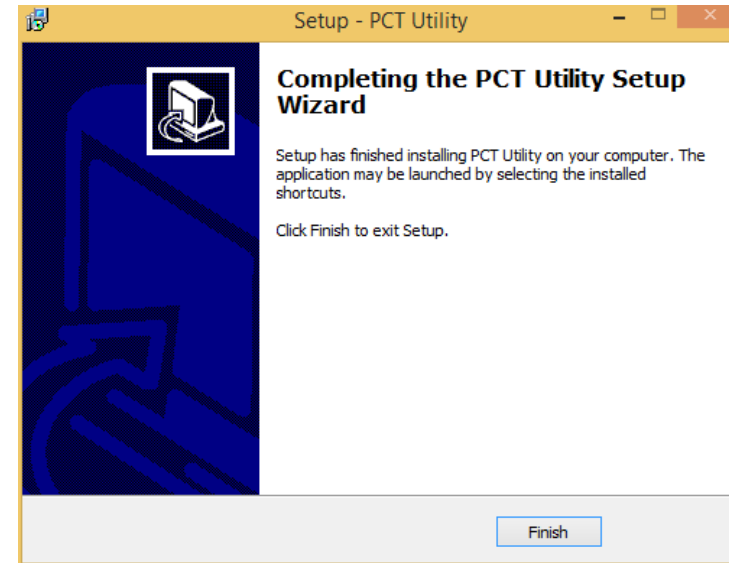 Setup - PCT Utility
Completing the PCT Utility Setup
Wizard
Setup has finished installing PCT Utility on your computer. The
application may be launched by selecting the installed
shortcuts.
Click Finish to exit Setup.
Finish